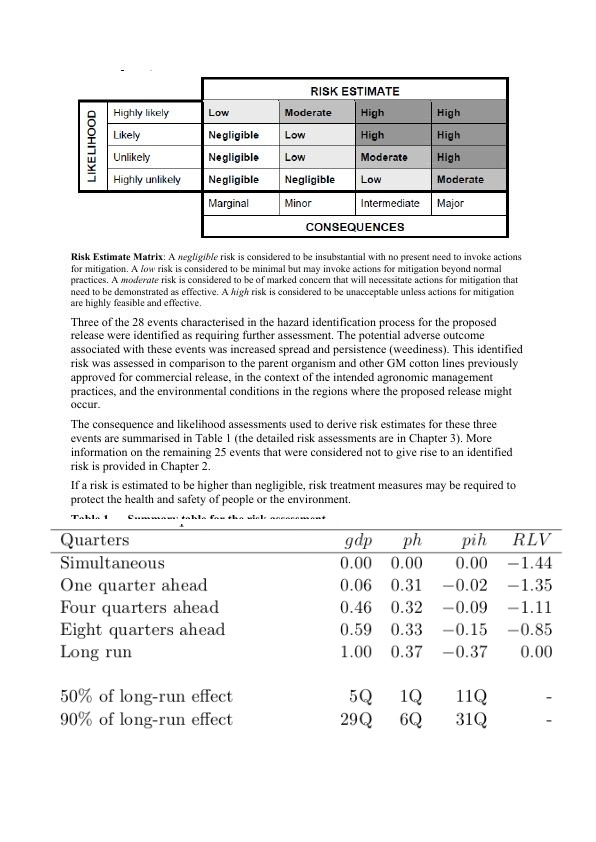 RISK ESTIMATE
LIKELIHOOD
Highly likely Low Moderate High High
Likely Negligible Low High High
Unlikely Negligible Low Moderate High
Highly unlikely Negligible Negligible Low Moderate
Marginal Minor Intermediate Major
CONSEQUENCES
Risk Estimate Matrix: A negligible risk is considered to be insubstantial with no present need to invoke actions
for mitigation. A low risk is considered to be minimal but may invoke actions for mitigation beyond normal
practices. A moderate risk is considered to be of marked concern that will necessitate actions for mitigation that
need to be demonstrated as effective. A high risk is considered to be unacceptable unless actions for mitigation
are highly feasible and effective.
Three of the 28 events characterised in the hazard identification process for the proposed
release were identified as requiring further assessment. The potential adverse outcome
associated with these events was increased spread and persistence (weediness). This identified
risk was assessed in comparison to the parent organism and other GM cotton lines previously
approved for commercial release, in the context of the intended agronomic management
practices, and the environmental conditions in the regions where the proposed release might
occur.
The consequence and likelihood assessments used to derive risk estimates for these three
events are summarised in Table 1 (the detailed risk assessments are in Chapter 3). More
information on the remaining 25 events that were considered not to give rise to an identified
risk is provided in Chapter 2.
If a risk is estimated to be higher than negligible, risk treatment measures may be required to
protect the health and safety of people or the environment.
Table 1 Summary table for the risk assessment
Quarters gdp ph pih RLV
Simultaneous 0.00 0.00 0.00 −1.44
One quarter ahead 0.06 0.31 −0.02 −1.35
Four quarters ahead 0.46 0.32 −0.09 −1.11
Eight quarters ahead 0.59 0.33 −0.15 −0.85
Long run 1.00 0.37 −0.37 0.00
50% of long-run effect 5Q 1Q 11Q -
90% of long-run effect 29Q 6Q 31Q -